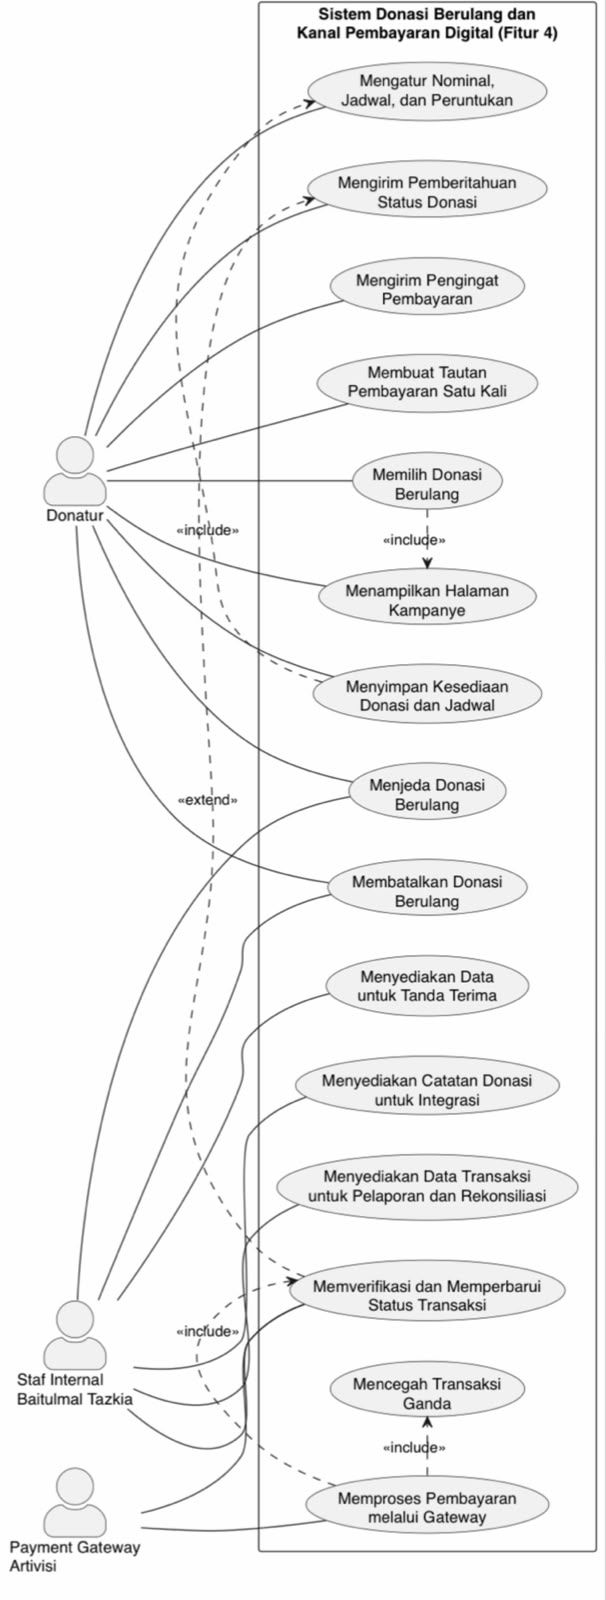 Sistem Donasi Berulang dan
Kanal Pembayaran Digital (Fitur 4)
Mengatur Nominal,
Jadwal, dan Peruntukan
Mengirim Pemberitahuan
Status Donasi
Mengirim Pengingat
Pembayaran
Membuat Tautan
Pembayaran Satu Kali
Memilih Donasi
Berulang
Donatur
«include»
«include»
Menampilkan Halaman
Kampanye
Menyimpan Kesediaan
Donasi dan Jadwal
Menjeda Donasi
Berulang
«extend»
Membatalkan Donasi
Berulang
Menyediakan Data
untuk Tanda Terima
Menyediakan Catatan Donasi
untuk Integrasi
Menyediakan Data Transaksi
untuk Pelaporan dan Rekonsiliasi
Memverifikasi dan Memperbarui
Status Transaksi
«include»
Staf Internal
Baitulmal Tazkia
Mencegah Transaksi
Ganda
«include»
Memproses Pembayaran
melalui Gateway
Payment Gateway
Artivisi